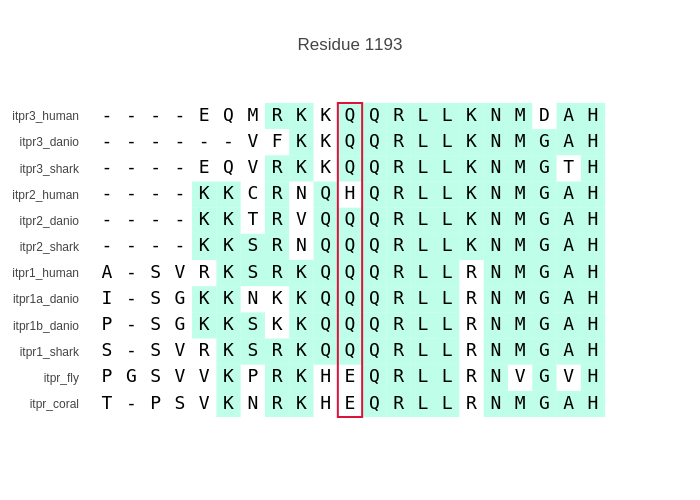 Residue 1193
itpr3_human - - - - E Q M R K K Q Q R L L K N M D A H
itpr3_danio - - - - - - V F K K Q Q R L L K N M G A H
itpr3_shark - - - - E Q V R K K Q Q R L L K N M G T H
itpr2_human - - - - K K C R N Q H Q R L L K N M G A H
itpr2_danio - - - - K K T R V Q Q Q R L L K N M G A H
itpr2_shark - - - - K K S R N Q Q Q R L L K N M G A H
itpr1_human A - S V R K S R K Q Q Q R L L R N M G A H
itpr1a_danio I - S G K K N K K Q Q Q R L L R N M G A H
itpr1b_danio P - S G K K S K K Q Q Q R L L R N M G A H
itpr1_shark S - S V R K S R K Q Q Q R L L R N M G A H
itpr_fly P G S V V K P R K H E Q R L L R N V G V H
itpr_coral T - P S V K N R K H E Q R L L R N M G A H